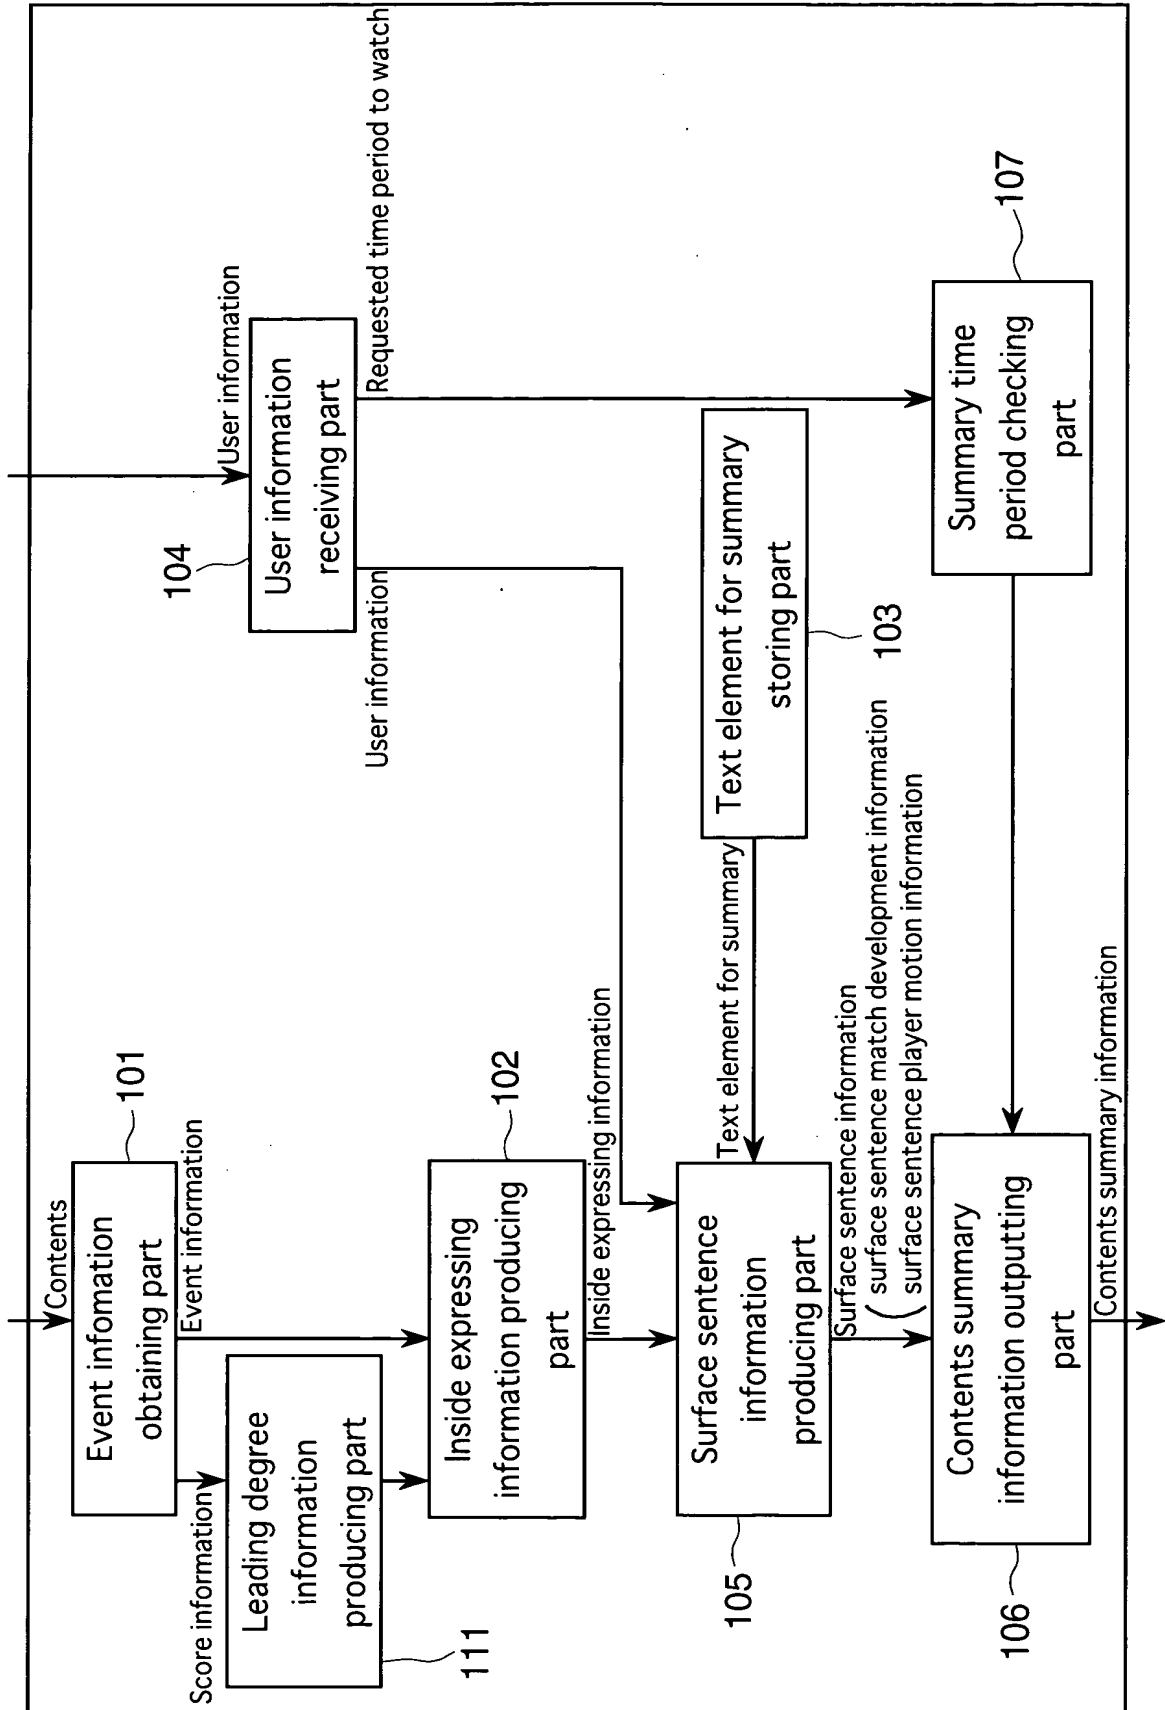 Contents
Event infomation
obtaining part
101
Event information
Score information
Leading degree
information
producing part
111
Inside expressing
information producing
part
102
Inside expressing information
User information
104
User information
receiving part
User information
Requested time period to watch
Text element for summary
storing part
103
Text element for summary
Surface sentence
information
producing part
105
Surface sentence information
surface sentence match development information
surface sentence player motion information
Summary time
period checking
part
107
Contents summary
information outputing
part
106
Contents summary information